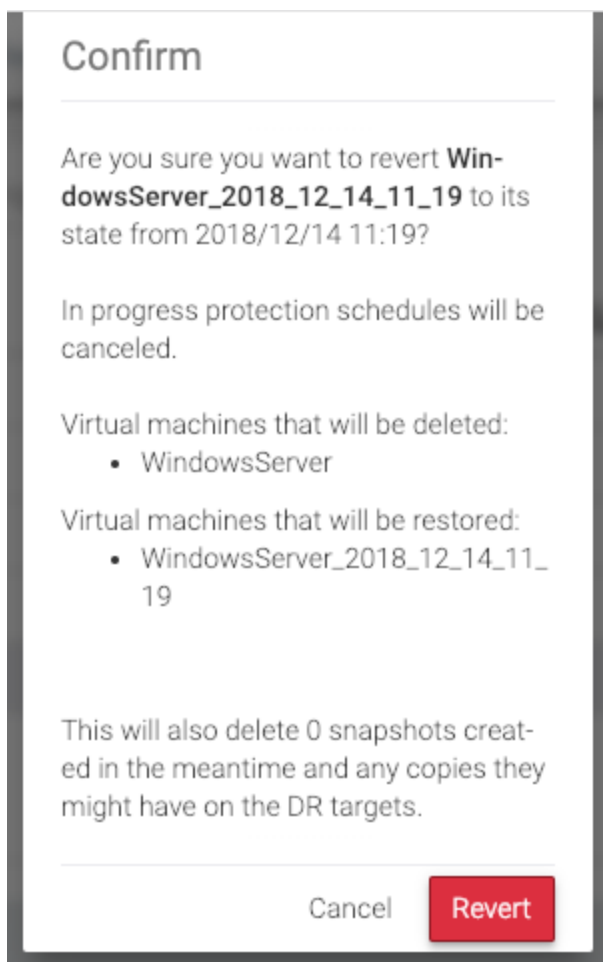 Confirm
Are you sure you want to revert Win-
dowsServer_2018_12_14_11_19 to its
state from 2018/12/14 11:19?
In progress protection schedules will be
canceled.
Virtual machines that will be deleted:
• WindowsServer
Virtual machines that will be restored:
• WindowsServer_2018_12_14_11_
19
This will also delete 0 snapshots creat-
ed in the meantime and any copies they
might have on the DR targets.
Cancel Revert